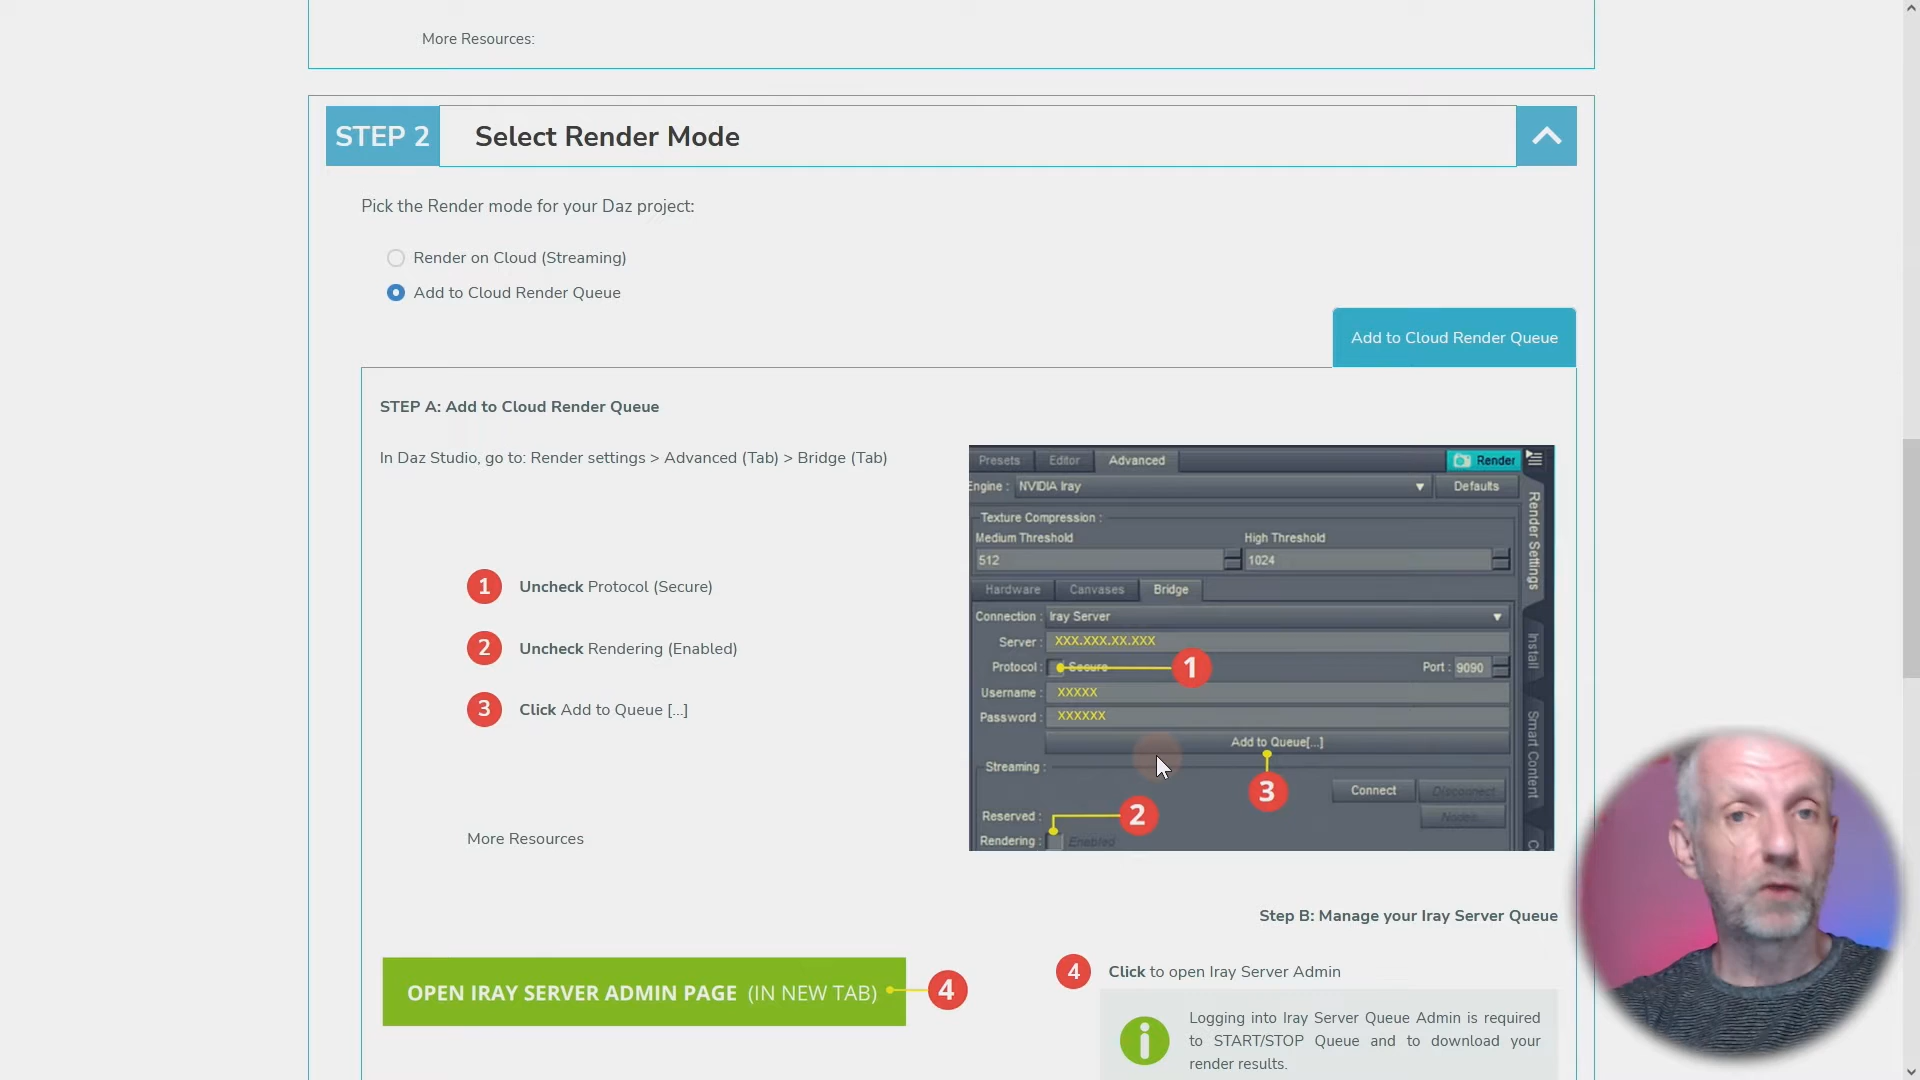 More Resources:
STEP 2
Select Render Mode
Pick the Render mode for your Daz project:
Render on Cloud (Streaming)
Add to Cloud Render Queue
Add to Cloud Render Queue
STEP A: Add to Cloud Render Queue
In Daz Studio, go to: Render settings > Advanced (Tab) > Bridge (Tab)
1 Uncheck Protocol (Secure)
2 Uncheck Rendering (Enabled)
3 Click Add to Queue [...]
More Resources
Presets Editor Advanced Render
Engine : NVIDIA Iray Defaults
Texture Compression :
Medium Threshold High Threshold
512 1024
Hardware Canvases Bridge
Connection : Iray Server
Server : XXX.XXX.XX.XXX
Protocol : Secure 1 Port : 9090
Username : XXXXX
Password : XXXXXX
Add to Queue[...]
Streaming :
3 Connect Disconnect
Reserved : 2 Nodes...
Rendering : Enabled
Render Settings
Install
Smart Content
Step B: Manage your Iray Server Queue
OPEN IRAY SERVER ADMIN PAGE (IN NEW TAB) 4
4 Click to open Iray Server Admin
Logging into Iray Server Queue Admin is required
to START/STOP Queue and to download your
render results.